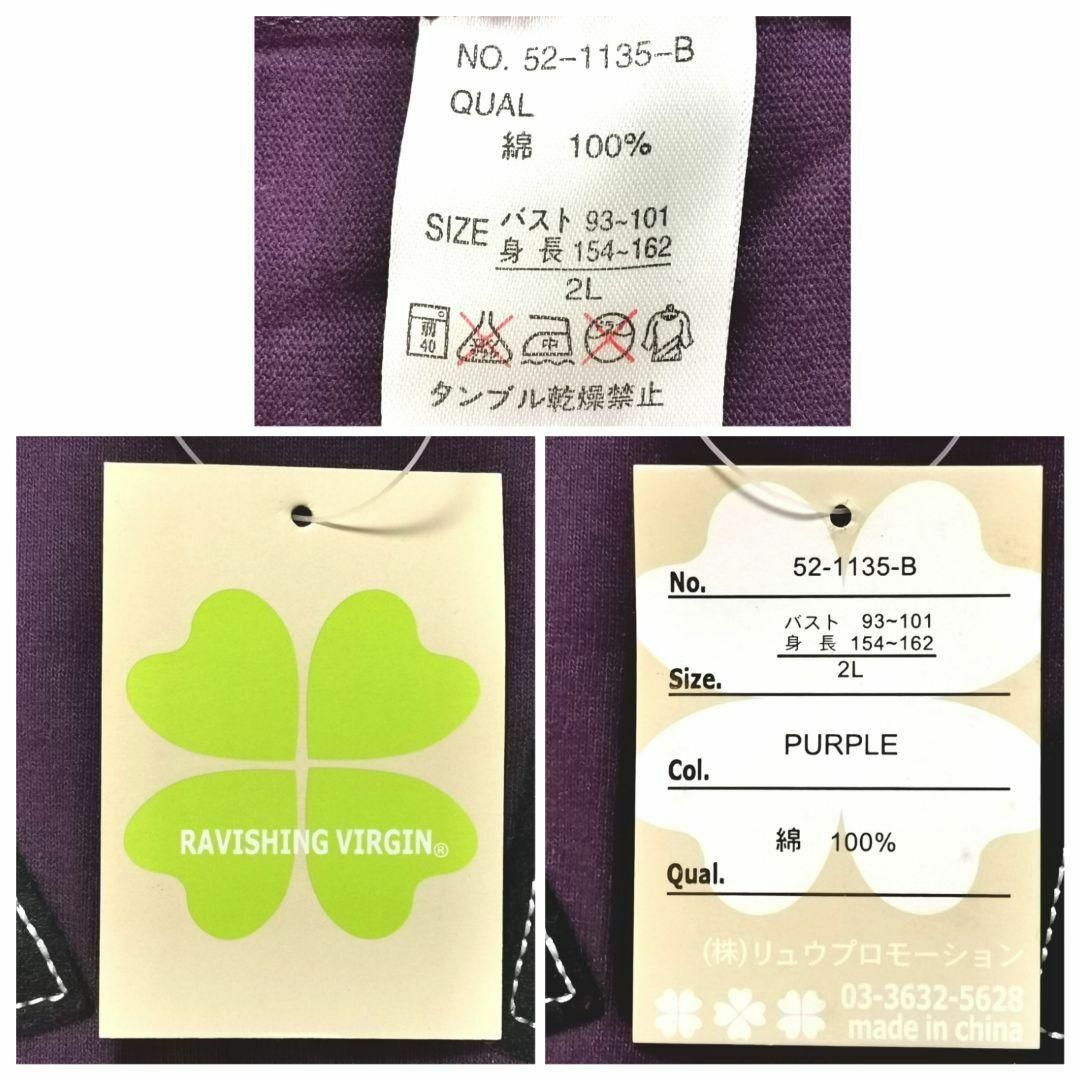 NO. 52-1135-B
QUAL
綿 100%
SIZE バスト 93~101
身長 154~162
2L
弱
40
中
タンブル乾燥禁止
RAVISHING VIRGIN®
No. 52-1135-B
バスト 93~101
身長 154~162
Size. 2L
Col. PURPLE
綿 100%
Qual.
(株)リュウプロモーション
03-3632-5628
made in china